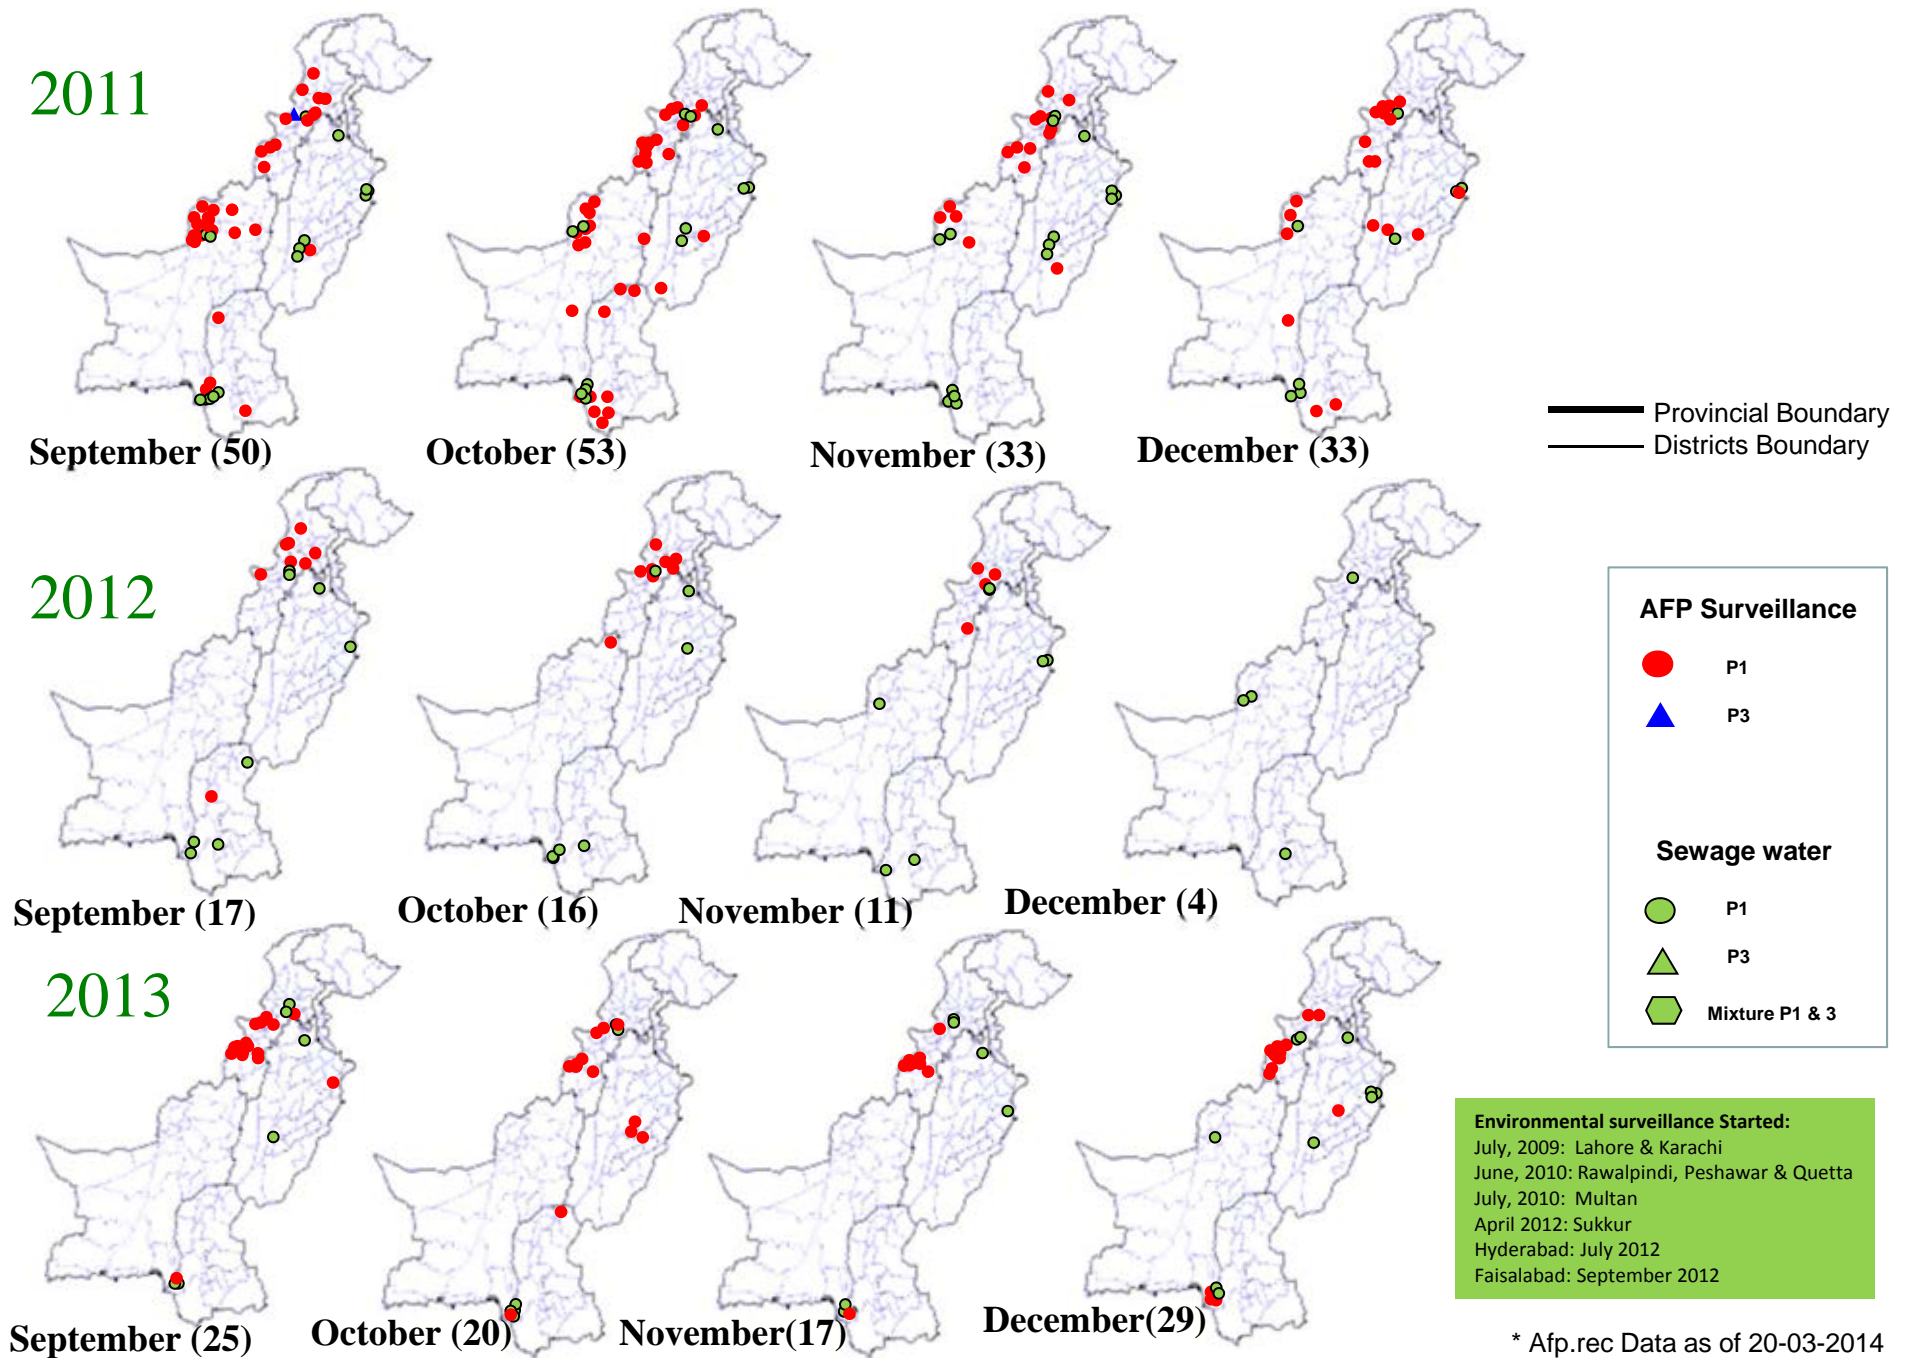 2011
September (50)
October (53)
November (33)
December (33)
Provincial Boundary
Districts Boundary
2012
September (17)
October (16)
November (11)
December (4)
AFP Surveillance
P1
P3
Sewage water
P1
P3
Mixture P1 & 3
2013
September (25)
October (20)
November(17)
December(29)
Environmental surveillance Started:
July, 2009: Lahore & Karachi
June, 2010: Rawalpindi, Peshawar & Quetta
July, 2010: Multan
April 2012: Sukkur
Hyderabad: July 2012
Faisalabad: September 2012
* Afp.rec Data as of 20-03-2014